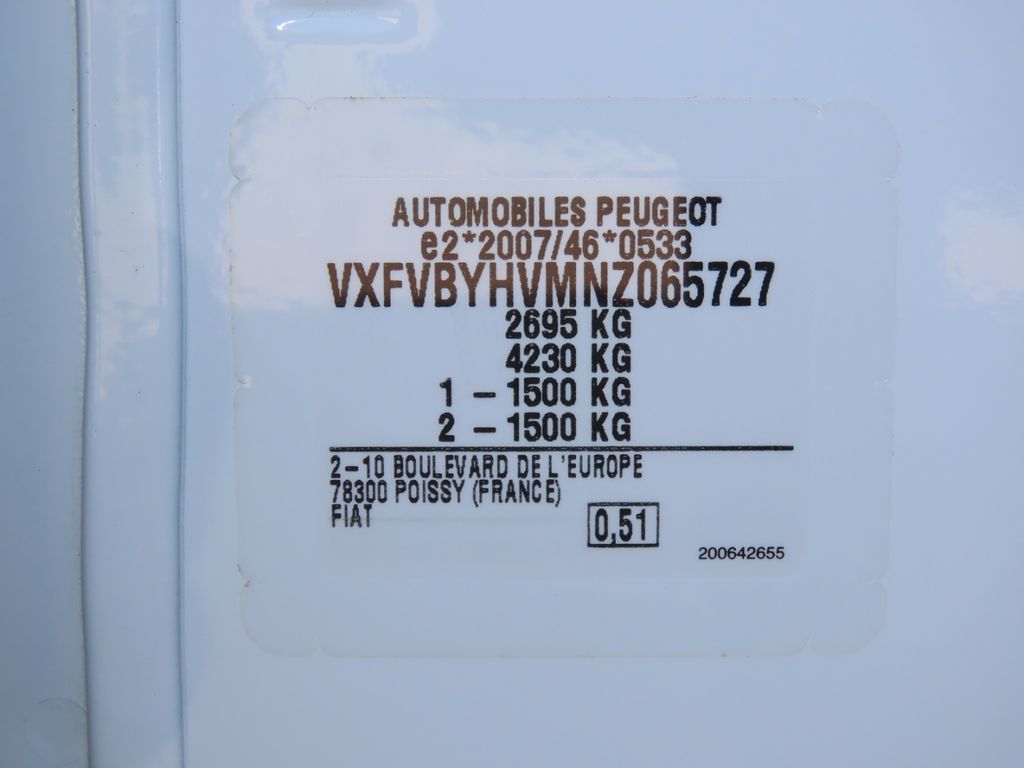 AUTOMOBILES PEUGEOT
e2*2007/46*0533
VXFVBYHVMNZ065727
2695 KG
4230 KG
1 – 1500 KG
2 – 1500 KG
2–10 BOULEVARD DE L'EUROPE
78300 POISSY (FRANCE)
FIAT
0,51
200642655